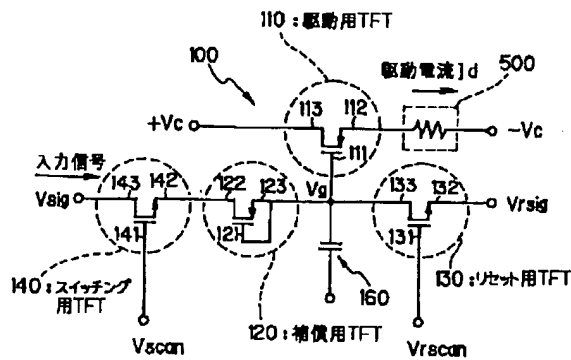 110:駆動用TFT
100
駆動電流Id
500
113
112
+Vc
-Vc
111
入力信号
Vsig
143
142
122
123
Vg
133
132
Vrsig
141
121
131
160
130:リセット用TFT
140:スイッチング
用TFT
120:補償用TFT
Vscan
Vrscan